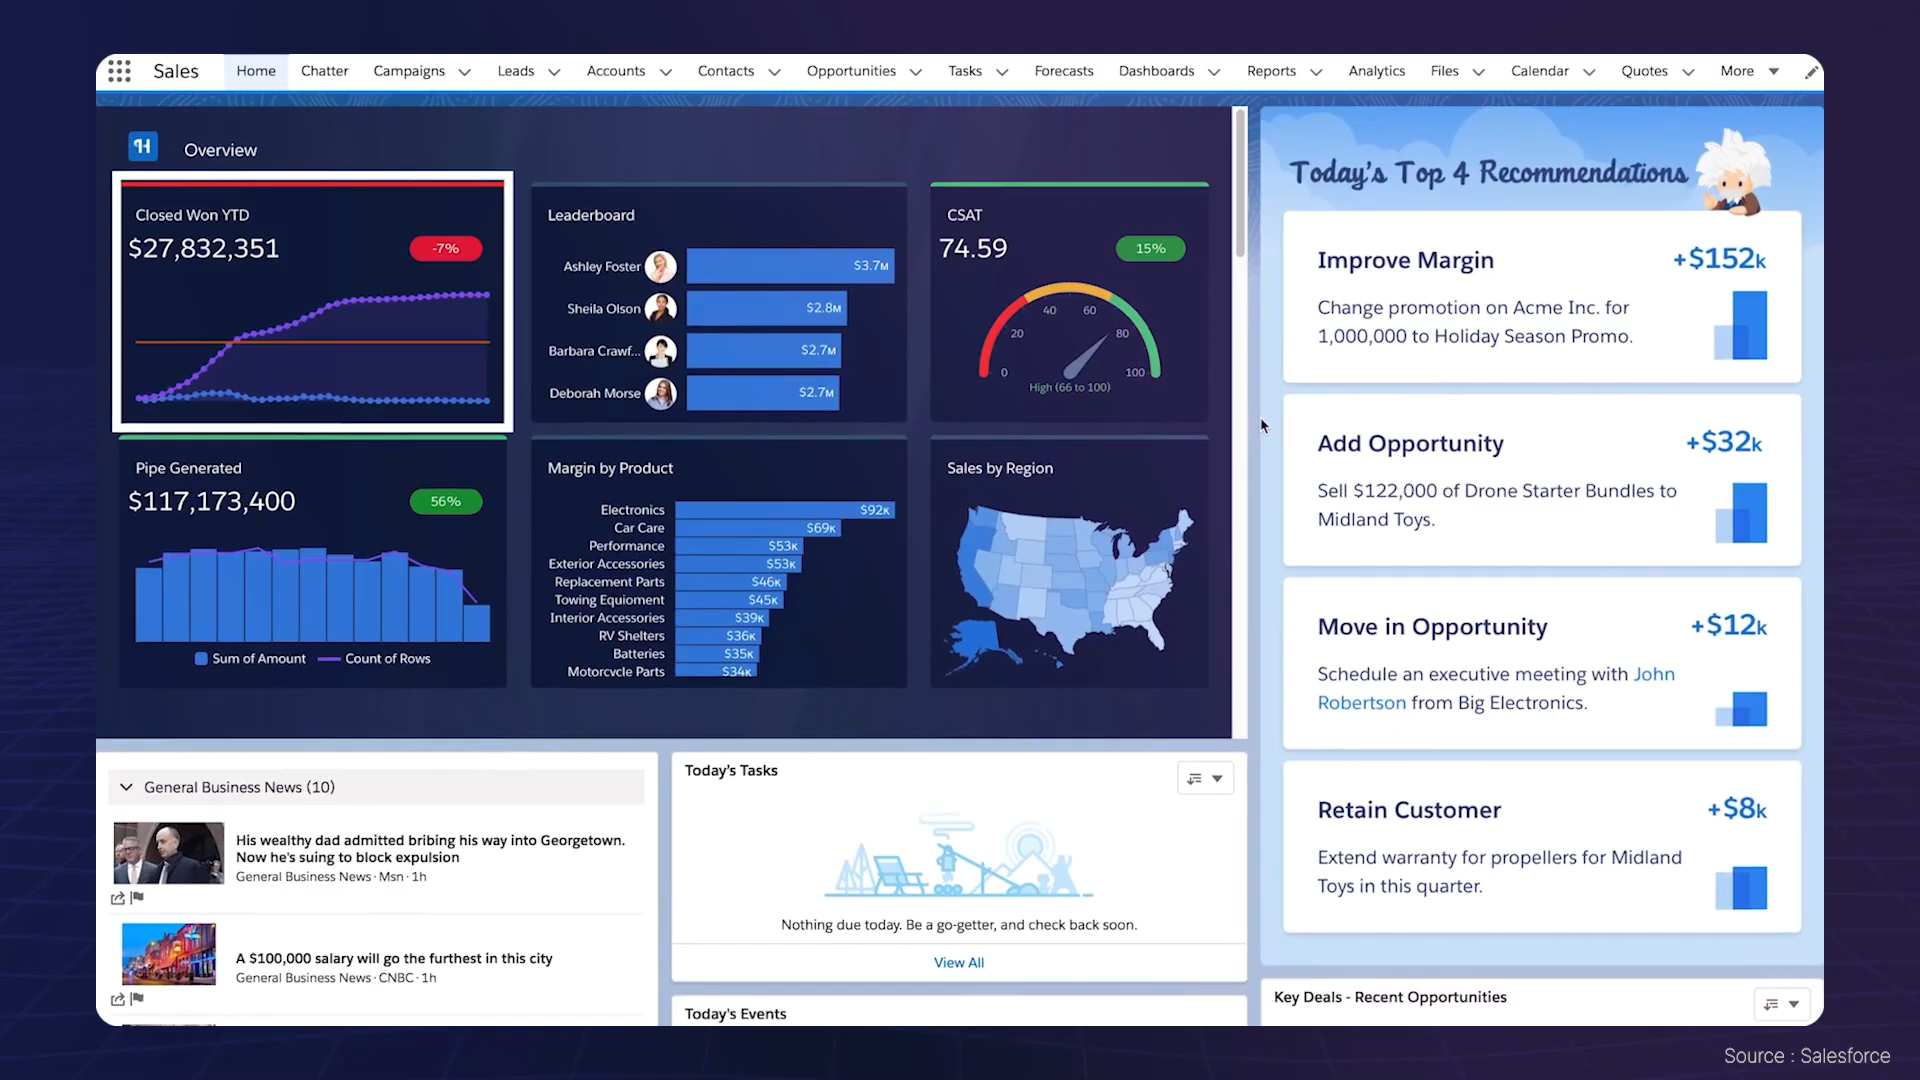 Sales
Home
Chatter
Campaigns
Leads
Accounts
Contacts
Opportunities
Tasks
Forecasts
Dashboards
Reports
Analytics
Files
Calendar
Quotes
More
Overview
Closed Won YTD
$27,832,351
-7%
Leaderboard
Ashley Foster
$3.7M
Sheila Olson
$2.8M
Barbara Crawf...
$2.7M
Deborah Morse
$2.7M
CSAT
74.59
15%
0
20
40
60
80
100
High (66 to 100)
Pipe Generated
$117,173,400
56%
Sum of Amount
Count of Rows
Margin by Product
Electronics
$92K
Car Care
$69K
Performance
$53K
Exterior Accessories
$53K
Replacement Parts
$46K
Towing Equioment
$45K
Interior Accessories
$39K
RV Shelters
$36K
Batteries
$35K
Motorcycle Parts
$34K
Sales by Region
Today's Top 4 Recommendations
Improve Margin
+$152k
Change promotion on Acme Inc. for
1,000,000 to Holiday Season Promo.
Add Opportunity
+$32k
Sell $122,000 of Drone Starter Bundles to
Midland Toys.
Move in Opportunity
+$12k
Schedule an executive meeting with John
Robertson from Big Electronics.
Retain Customer
+$8k
Extend warranty for propellers for Midland
Toys in this quarter.
General Business News (10)
His wealthy dad admitted bribing his way into Georgetown.
Now he's suing to block expulsion
General Business News · Msn · 1h
A $100,000 salary will go the furthest in this city
General Business News · CNBC · 1h
Today's Tasks
Nothing due today. Be a go-getter, and check back soon.
View All
Today's Events
Key Deals - Recent Opportunities
Source : Salesforce